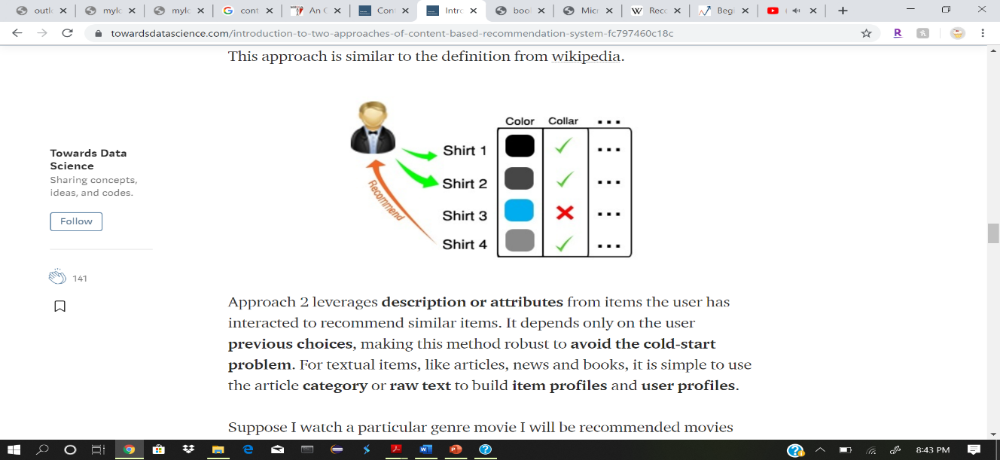 outl
mylc
mylc
cont
An C
Cont
Intro
bool
Micr
Reco
Begi
towardsdatascience.com/introduction-to-two-approaches-of-content-based-recommendation-system-fc797460c18c
This approach is similar to the definition from wikipedia.
Color Collar ...
Shirt 1 ...
Shirt 2 ...
Shirt 3 ...
Shirt 4 ...
Recommend
Towards Data
Science
Sharing concepts,
ideas, and codes.
Follow
141
Approach 2 leverages description or attributes from items the user has
interacted to recommend similar items. It depends only on the user
previous choices, making this method robust to avoid the cold-start
problem. For textual items, like articles, news and books, it is simple to use
the article category or raw text to build item profiles and user profiles.
Suppose I watch a particular genre movie I will be recommended movies
8:43 PM